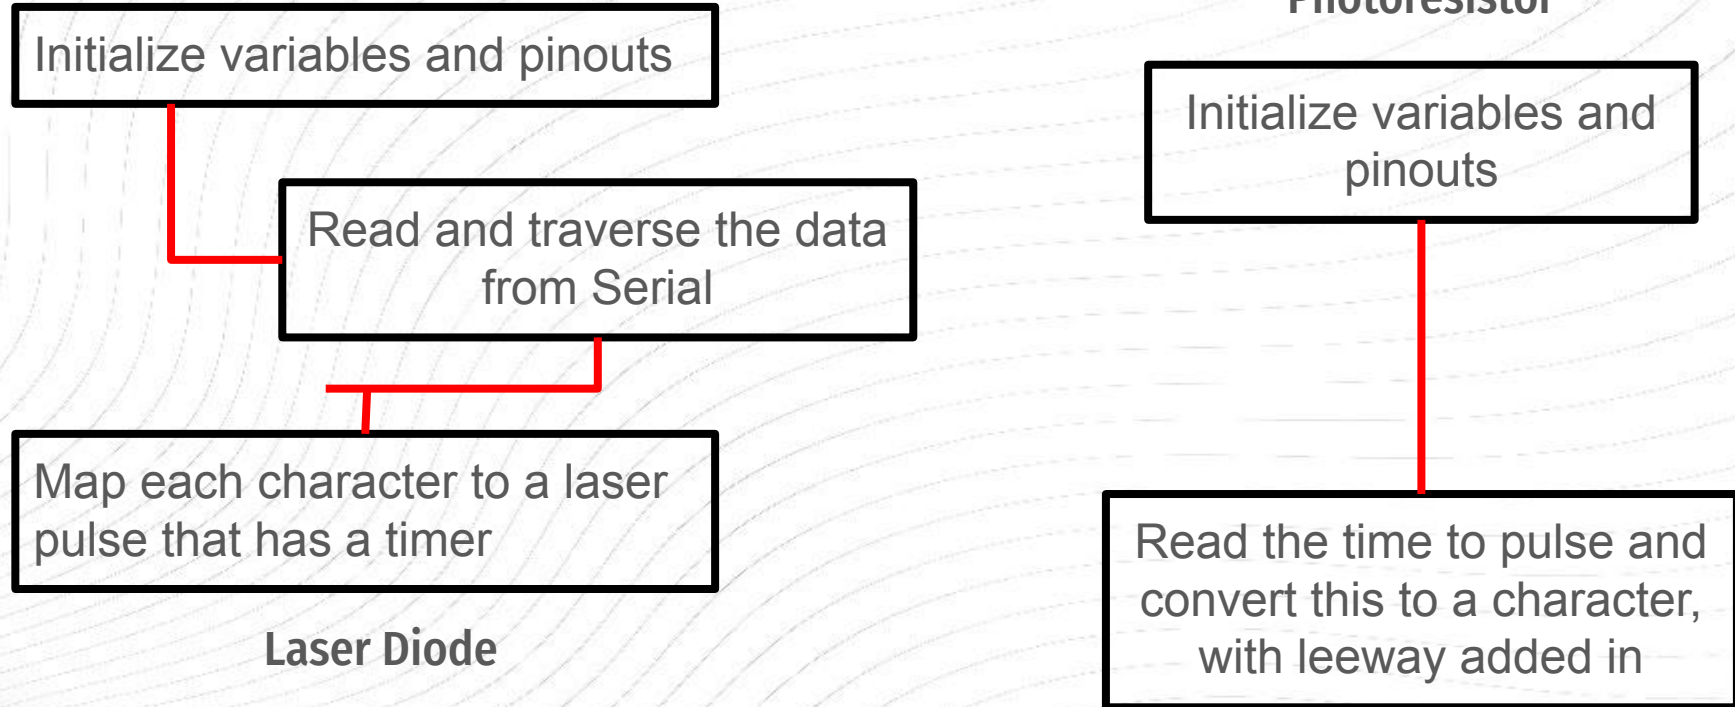 Initialize variables and pinouts
Read and traverse the data
from Serial
Map each character to a laser
pulse that has a timer
Laser Diode
Photoresistor
Initialize variables and
pinouts
Read the time to pulse and
convert this to a character,
with leeway added in